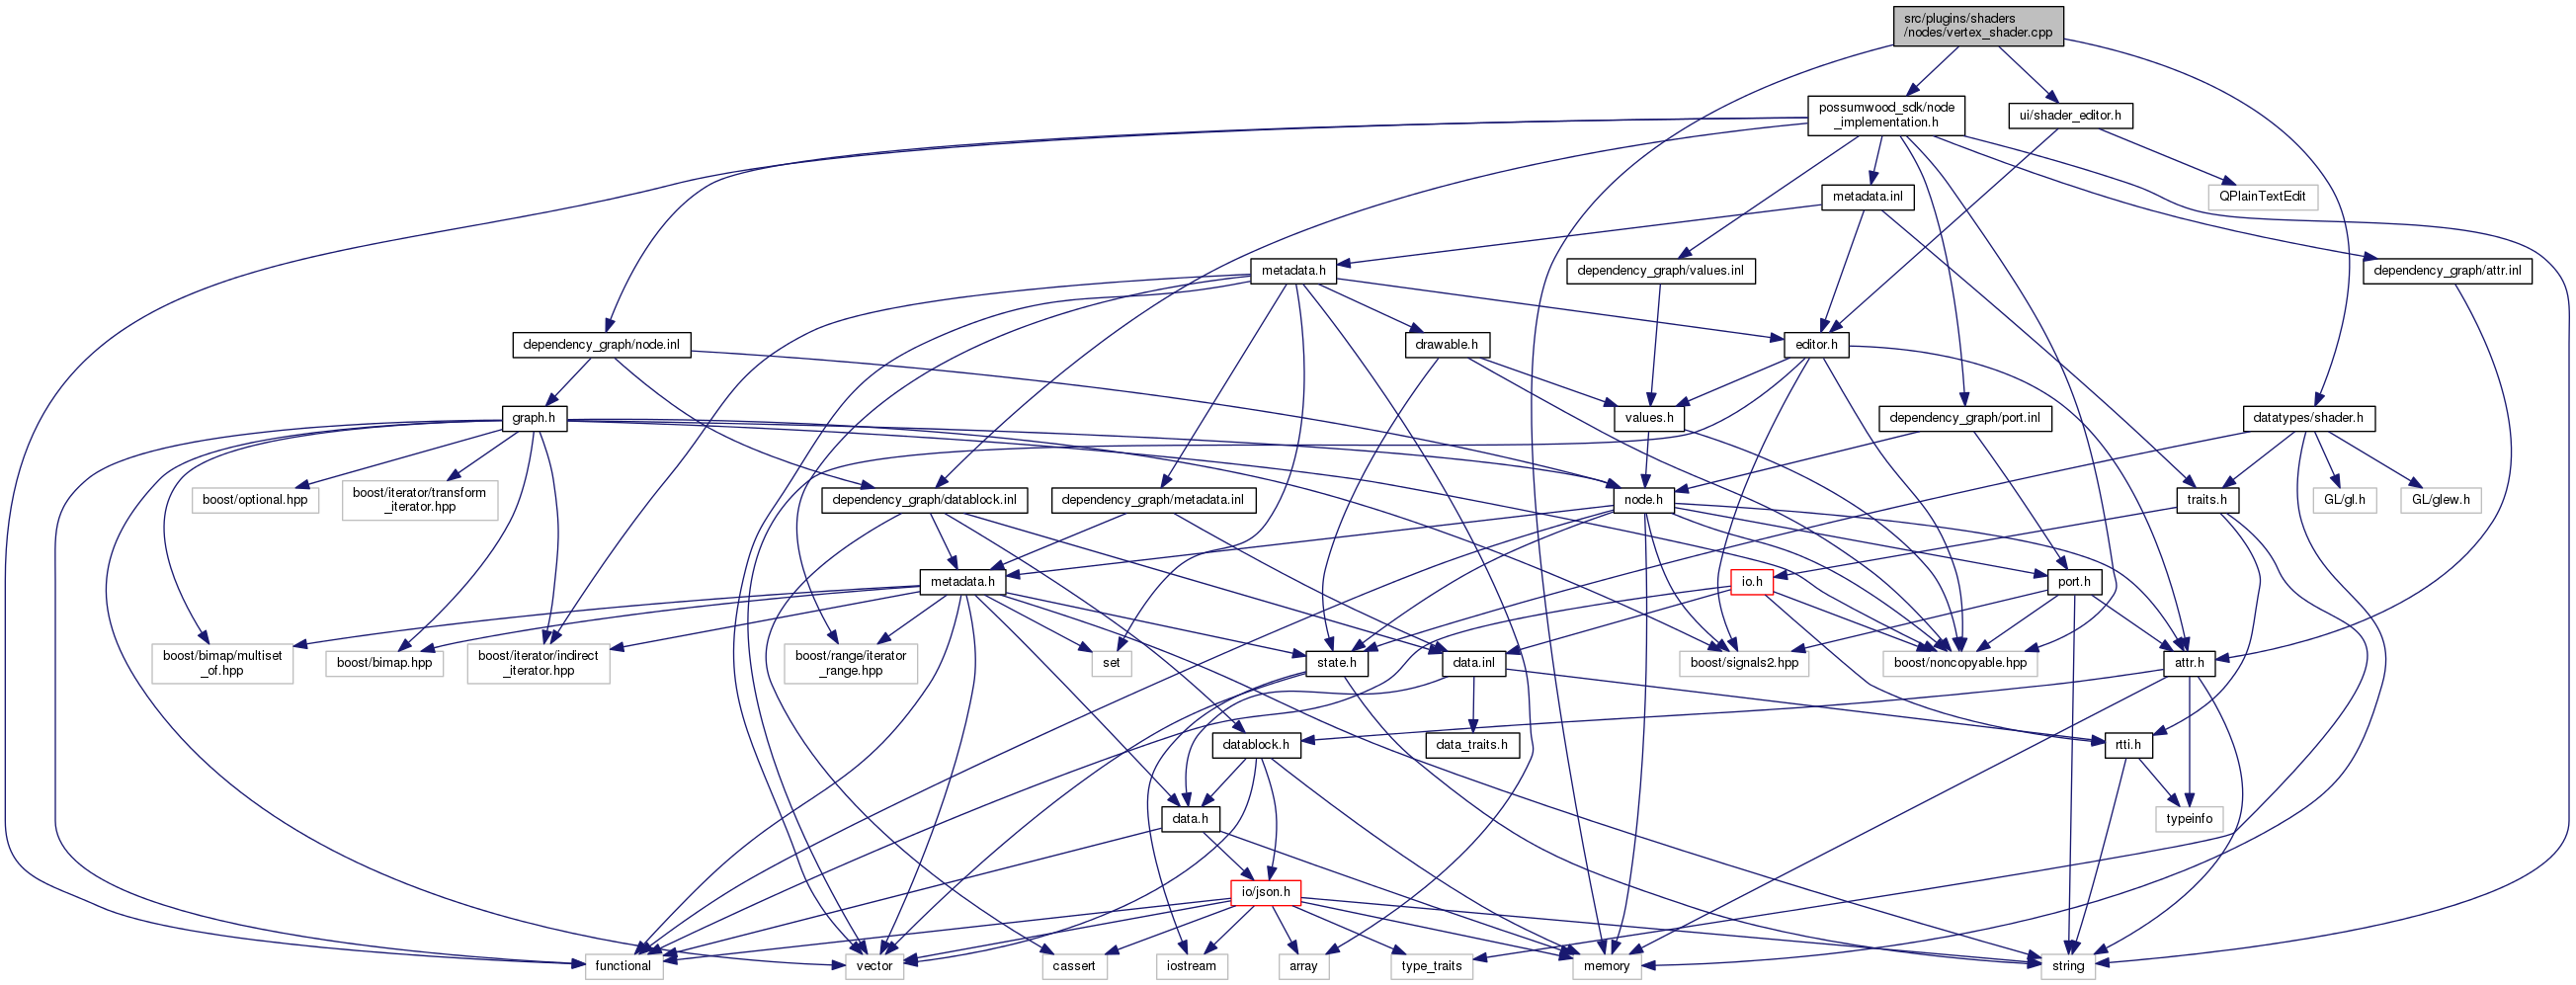 src/plugins/shaders
/nodes/vertex_shader.cpp
possumwood_sdk/node
_implementation.h
ui/shader_editor.h
metadata.inl
QPlainTextEdit
metadata.h
dependency_graph/values.inl
dependency_graph/attr.inl
dependency_graph/node.inl
drawable.h
editor.h
graph.h
values.h
dependency_graph/port.inl
datatypes/shader.h
boost/optional.hpp
boost/iterator/transform
_iterator.hpp
dependency_graph/datablock.inl
dependency_graph/metadata.inl
node.h
traits.h
GL/gl.h
GL/glew.h
metadata.h
io.h
port.h
boost/bimap/multiset
_of.hpp
boost/bimap.hpp
boost/iterator/indirect
_iterator.hpp
boost/range/iterator
_range.hpp
set
state.h
data.inl
boost/signals2.hpp
boost/noncopyable.hpp
attr.h
datablock.h
data_traits.h
rtti.h
data.h
typeinfo
io/json.h
functional
vector
cassert
iostream
array
type_traits
memory
string